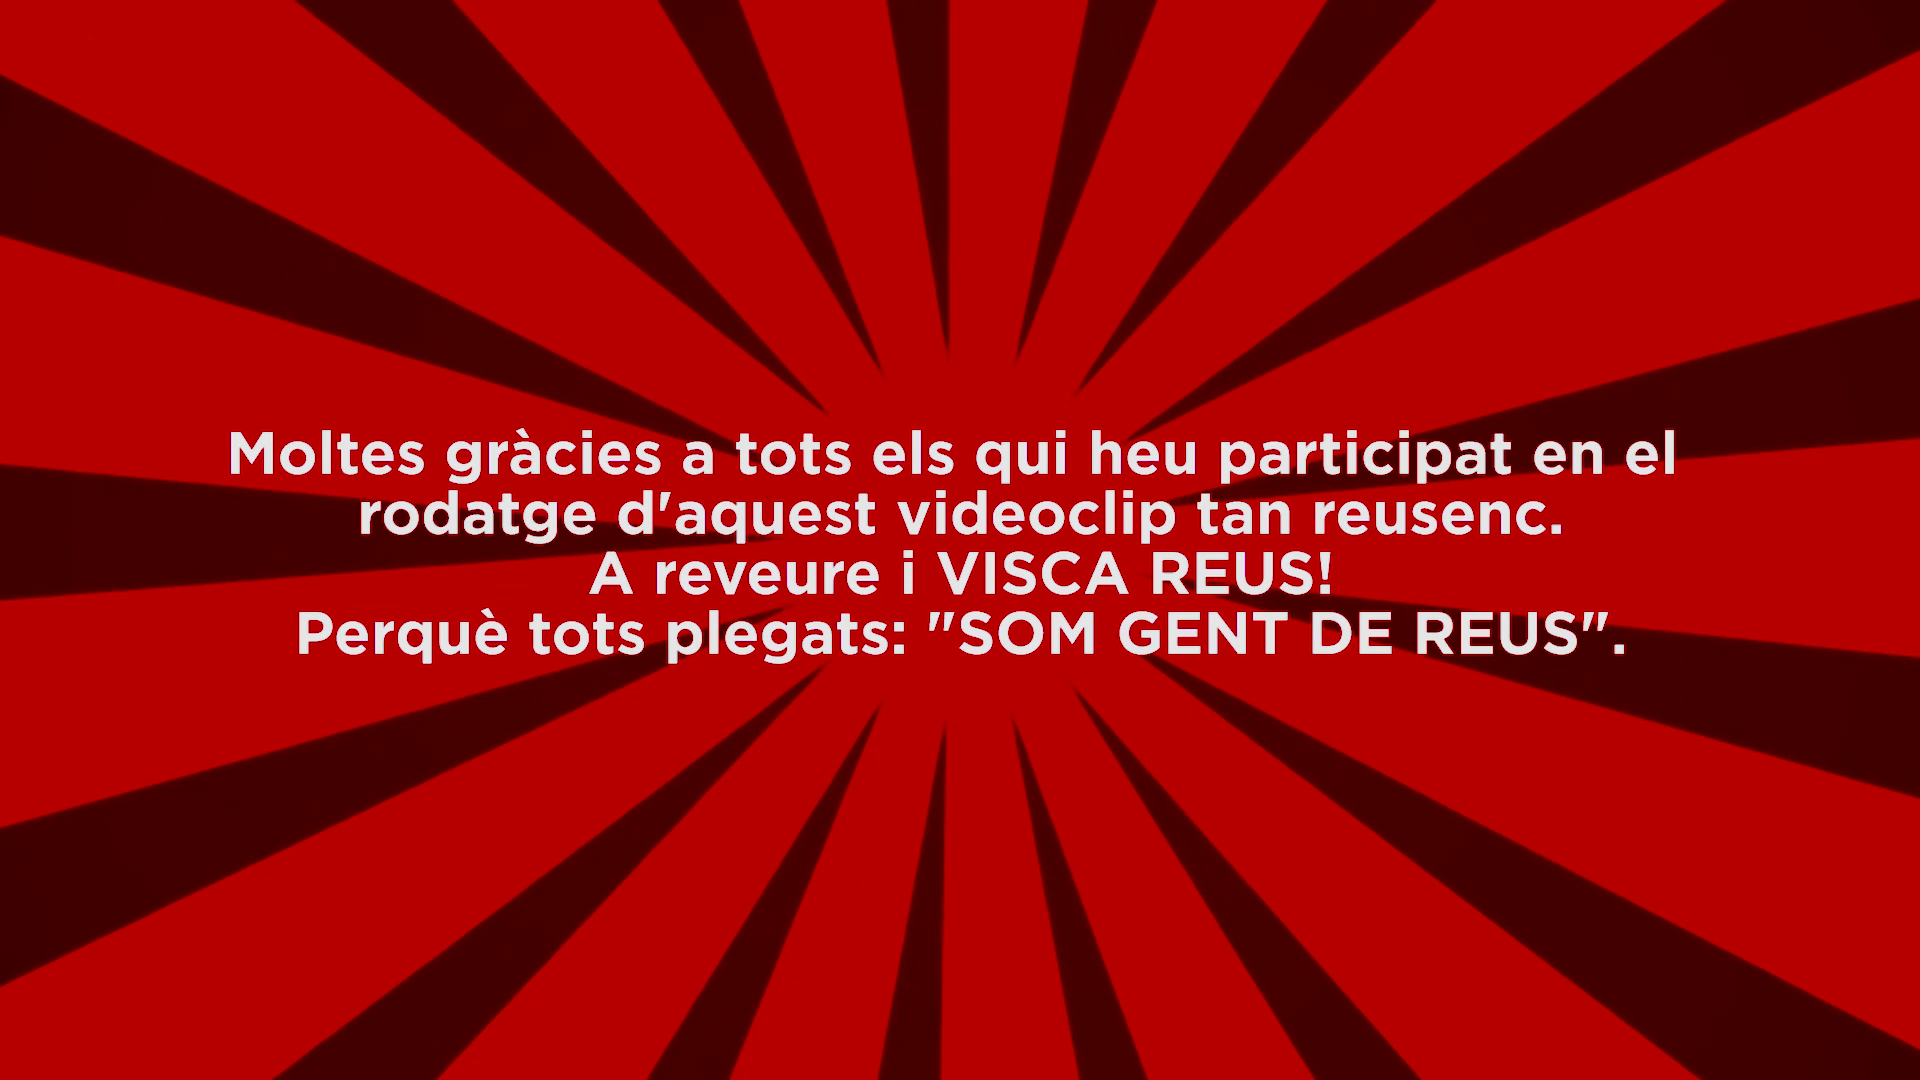 Moltes gràcies a tots els qui heu participat en el
rodatge d'aquest videoclip tan reusenc.
A reveure i VISCA REUS!
Perquè tots plegats: "SOM GENT DE REUS".